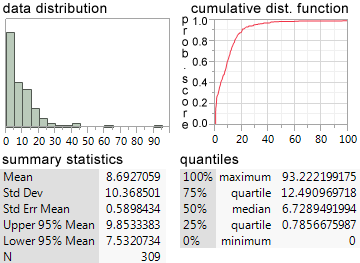 data distribution
0 10 20 30 40 50 60 70 80 90
cumulative dist. function
prob. score
1.0
0.8
0.6
0.4
0.2
0.0
0 20 40 60 80 100
summary statistics
Mean 8.6927059
Std Dev 10.368501
Std Err Mean 0.5898434
Upper 95% Mean 9.8533383
Lower 95% Mean 7.5320734
N 309
quantiles
100% maximum 93.222199175
75% quartile 12.490969718
50% median 6.7289491994
25% quartile 0.7856675987
0% minimum 0